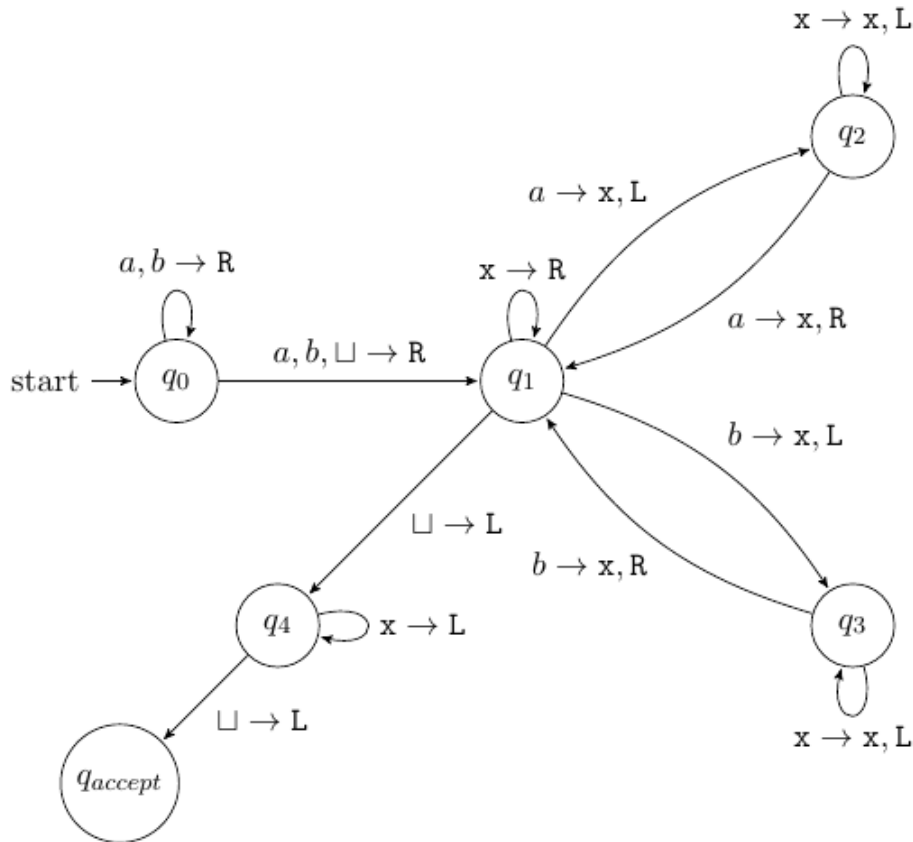 x → x, L
q2
a → x, L
a, b → R
x → R
a → x, R
start
q0
a, b, ⊔ → R
q1
b → x, L
⊔ → L
b → x, R
q4
x → L
q3
⊔ → L
x → x, L
qaccept